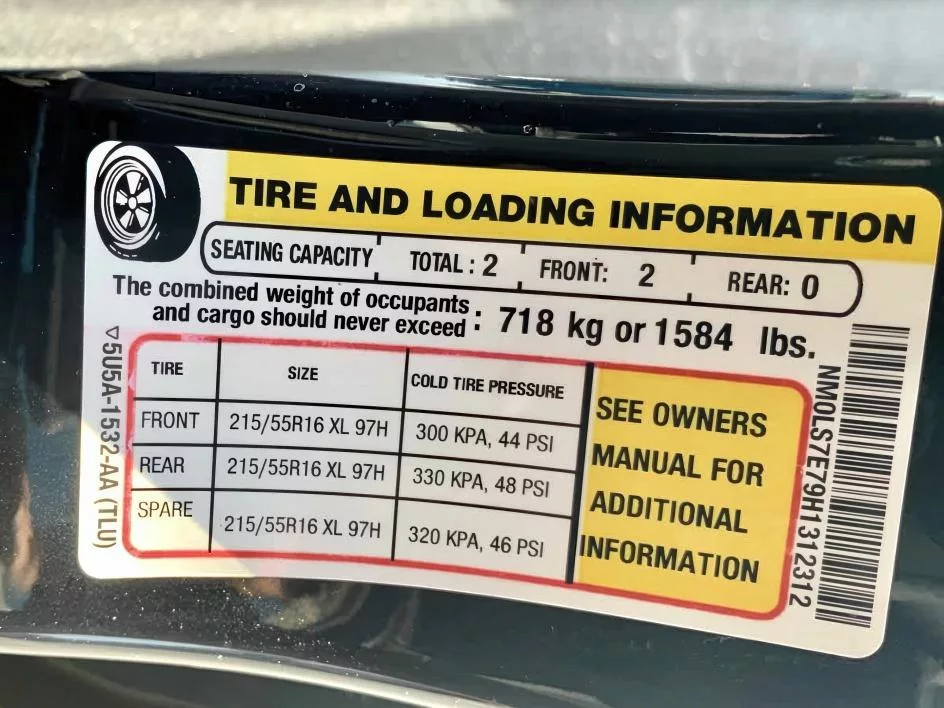 TIRE AND LOADING INFORMATION
SEATING CAPACITY TOTAL : 2 FRONT: 2 REAR: 0
The combined weight of occupants
and cargo should never exceed : 718 kg or 1584 lbs.
TIRE SIZE COLD TIRE PRESSURE
FRONT 215/55R16 XL 97H 300 KPA, 44 PSI
REAR 215/55R16 XL 97H 330 KPA, 48 PSI
SPARE 215/55R16 XL 97H 320 KPA, 46 PSI
SEE OWNERS
MANUAL FOR
ADDITIONAL
INFORMATION
5U5A-1532-AA (TLU)
NMOLS7E79H1312312